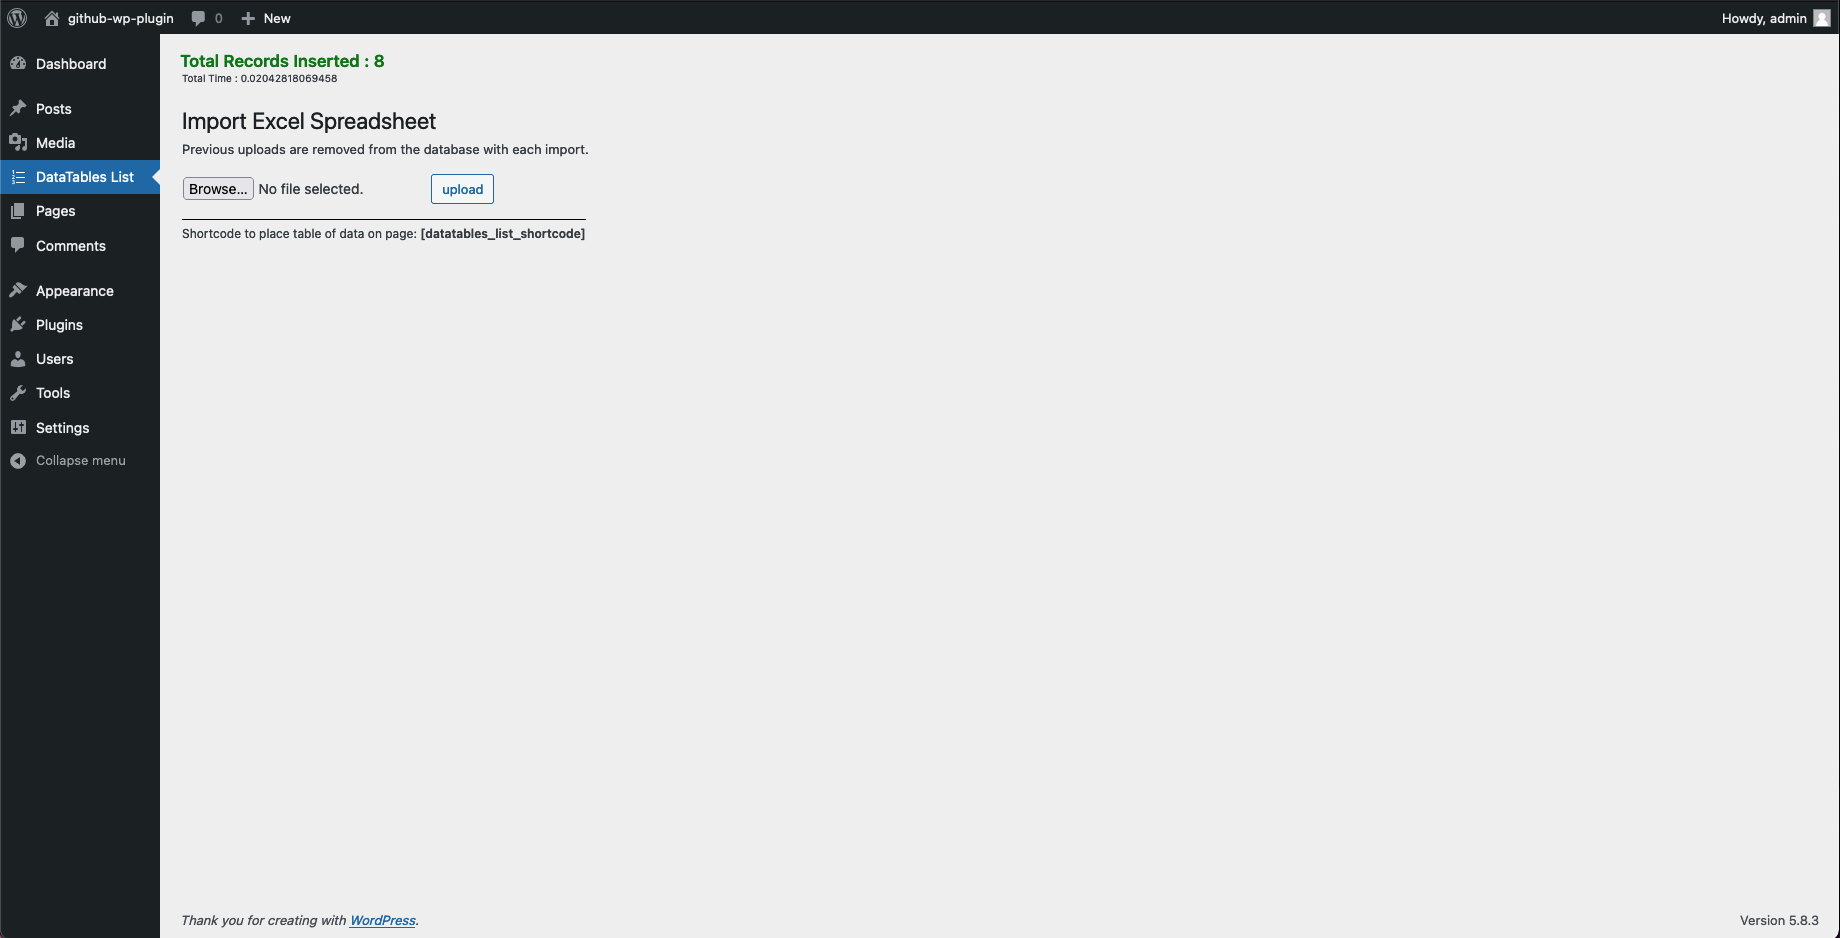 github-wp-plugin 0 New Howdy, admin
Dashboard
Posts
Media
DataTables List
Pages
Comments
Appearance
Plugins
Users
Tools
Settings
Collapse menu
Total Records Inserted : 8
Total Time : 0.02042818069458
Import Excel Spreadsheet
Previous uploads are removed from the database with each import.
Browse... No file selected. upload
Shortcode to place table of data on page: [datatables_list_shortcode]
Thank you for creating with WordPress. Version 5.8.3